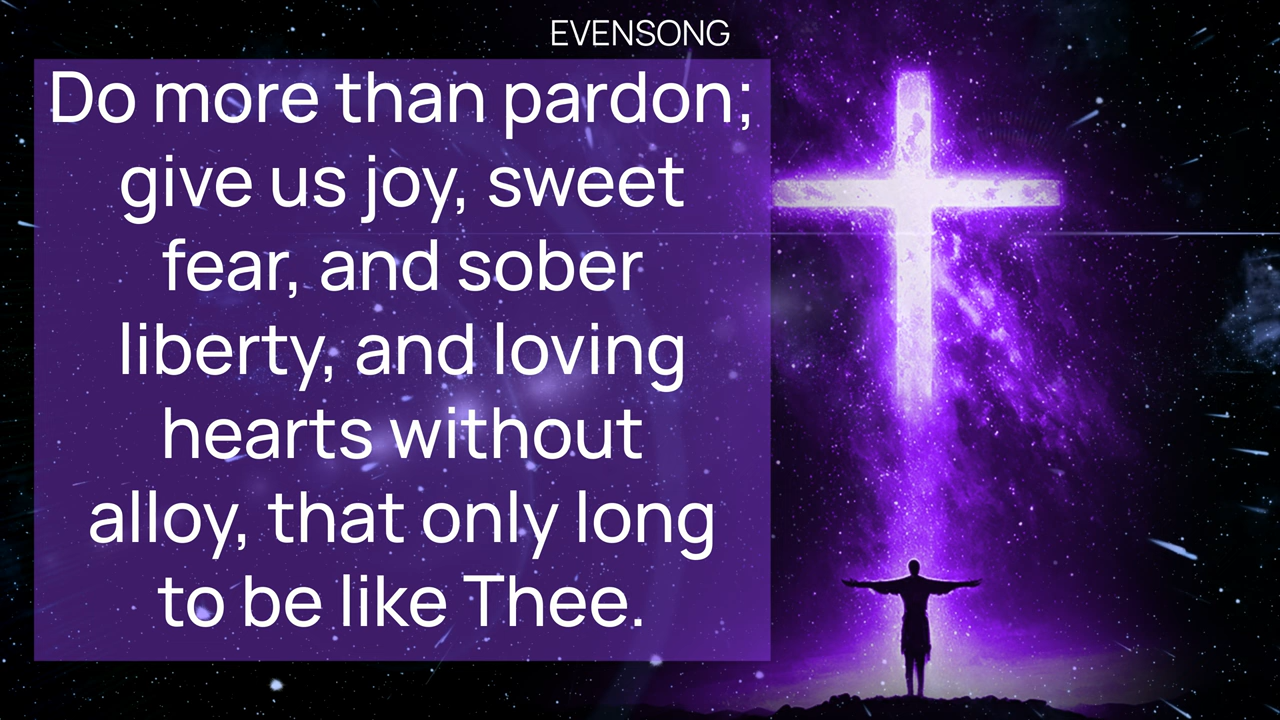 EVENSONG
Do more than pardon;
give us joy, sweet
fear, and sober
liberty, and loving
hearts without
alloy, that only long
to be like Thee.